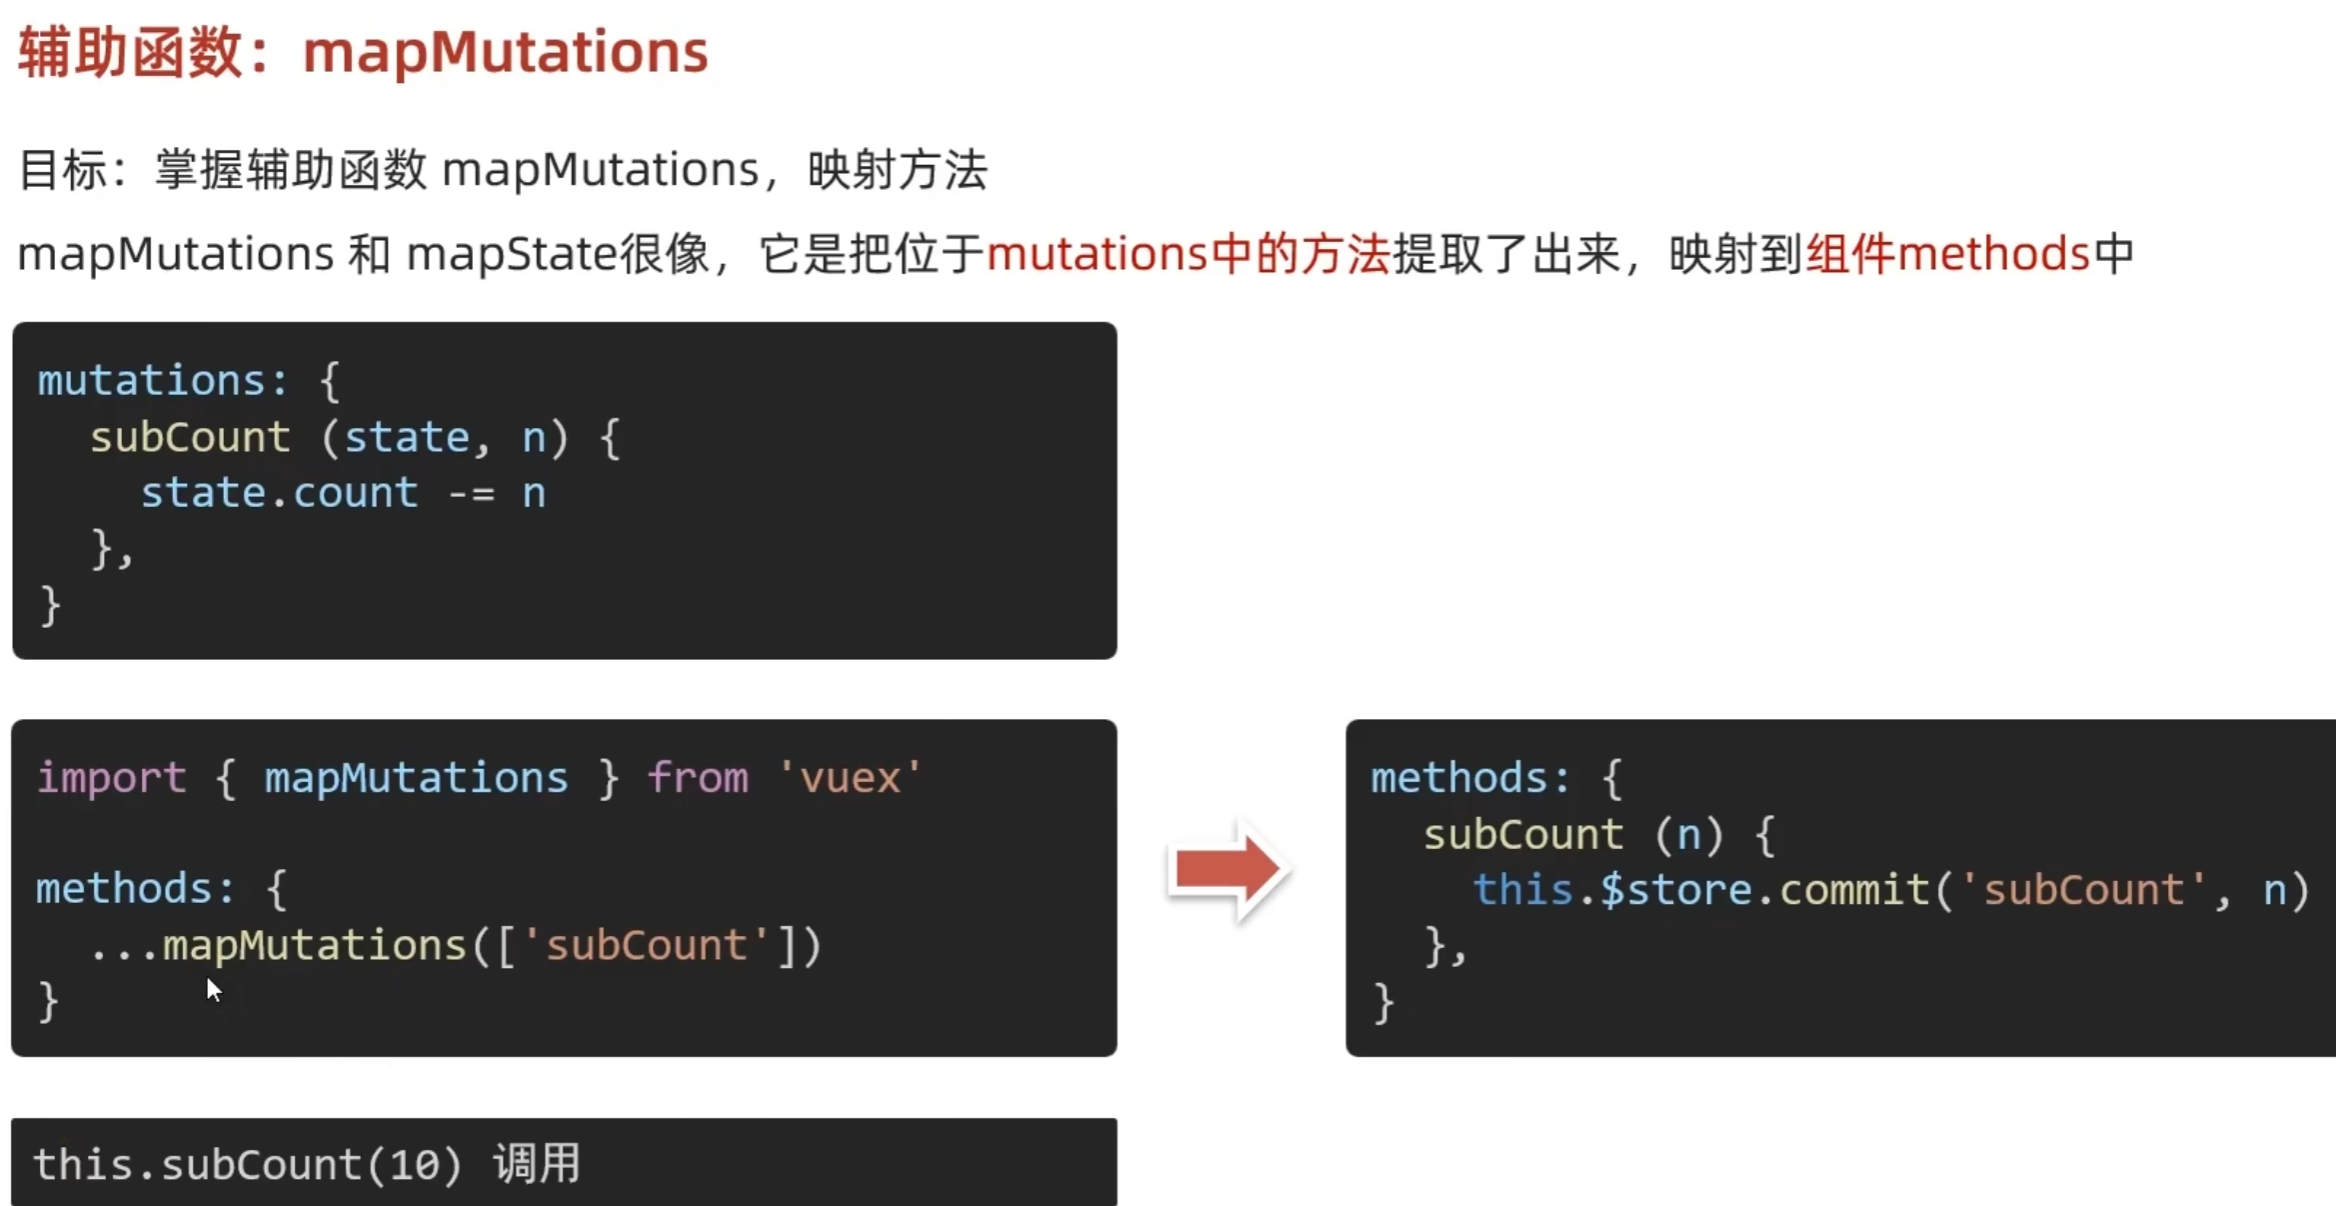 辅助函数：mapMutations
目标：掌握辅助函数 mapMutations，映射方法
mapMutations 和 mapState很像，它是把位于mutations中的方法提取了出来，映射到组件methods中
mutations: {
  subCount (state, n) {
    state.count -= n
  },
}
import { mapMutations } from 'vuex'
methods: {
  ...mapMutations(['subCount'])
}
methods: {
  subCount (n) {
    this.$store.commit('subCount', n)
  },
}
this.subCount(10) 调用